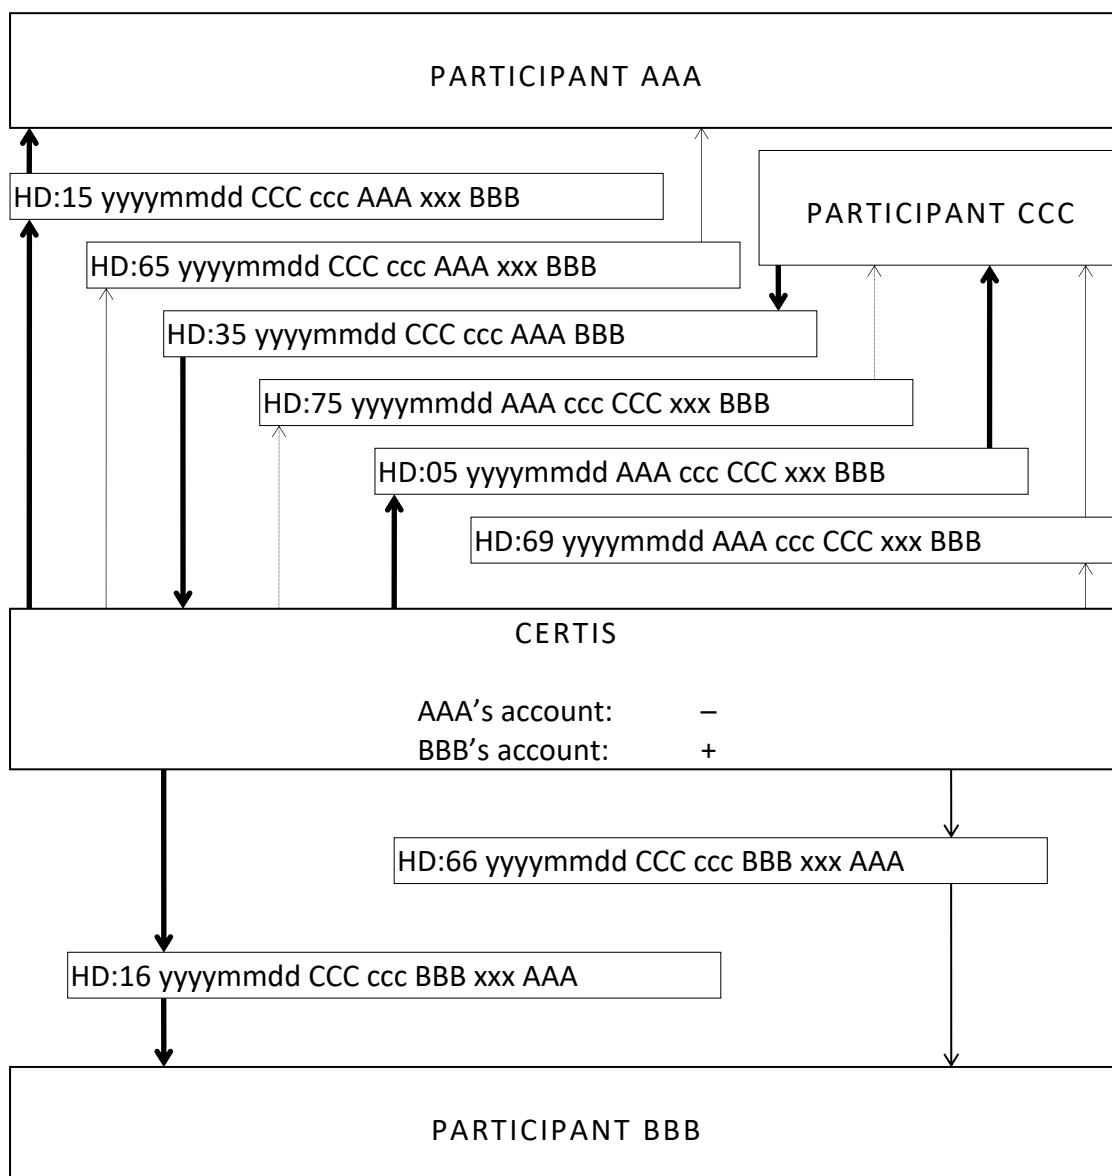 PARTICIPANT AAA
HD:15 yyyymmdd CCC ccc AAA xxx BBB
PARTICIPANT CCC
HD:65 yyyymmdd CCC ccc AAA xxx BBB
HD:35 yyyymmdd CCC ccc AAA BBB
HD:75 yyyymmdd AAA ccc CCC xxx BBB
HD:05 yyyymmdd AAA ccc CCC xxx BBB
HD:69 yyyymmdd AAA ccc CCC xxx BBB
CERTIS
AAA’s account: –
BBB’s account: +
HD:66 yyyymmdd CCC ccc BBB xxx AAA
HD:16 yyyymmdd CCC ccc BBB xxx AAA
PARTICIPANT BBB